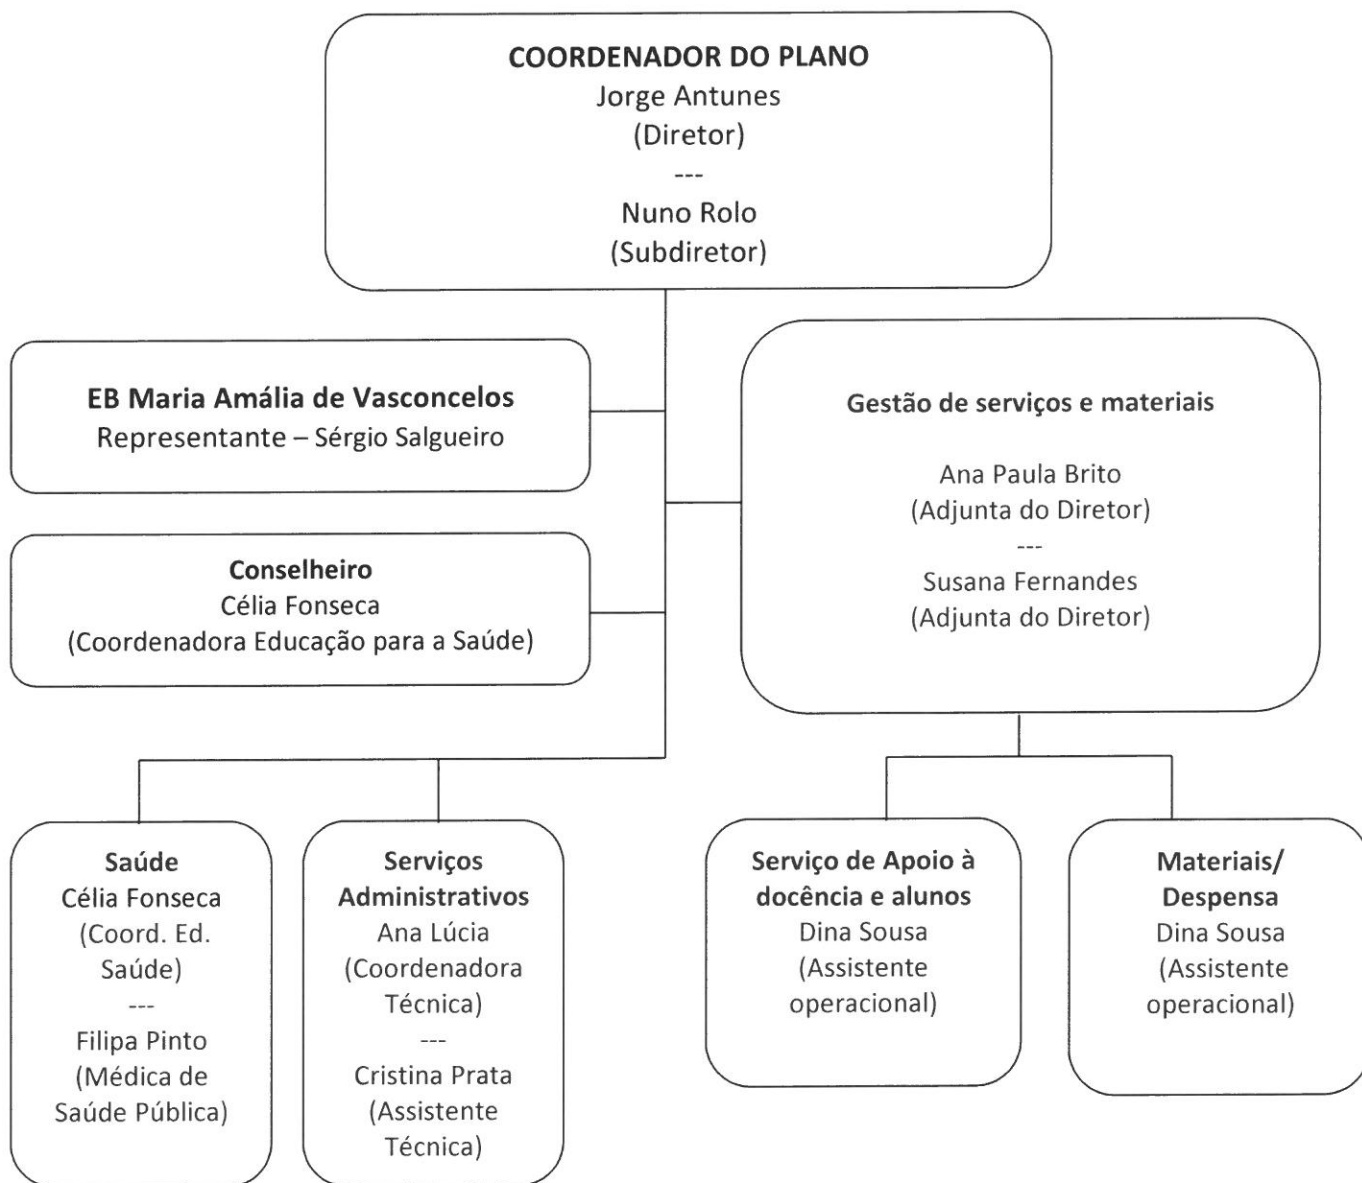 COORDENADOR DO PLANO
Jorge Antunes
(Diretor)
---
Nuno Rolo
(Subdiretor)
EB Maria Amália de Vasconcelos
Representante – Sérgio Salgueiro
Gestão de serviços e materiais
Ana Paula Brito
(Adjunta do Diretor)
---
Susana Fernandes
(Adjunta do Diretor)
Conselheiro
Célia Fonseca
(Coordenadora Educação para a Saúde)
Saúde
Célia Fonseca
(Coord. Ed.
Saúde)
---
Filipa Pinto
(Médica de
Saúde Pública)
Serviços
Administrativos
Ana Lúcia
(Coordenadora
Técnica)
---
Cristina Prata
(Assistente
Técnica)
Serviço de Apoio à
docência e alunos
Dina Sousa
(Assistente
operacional)
Materiais/
Despensa
Dina Sousa
(Assistente
operacional)